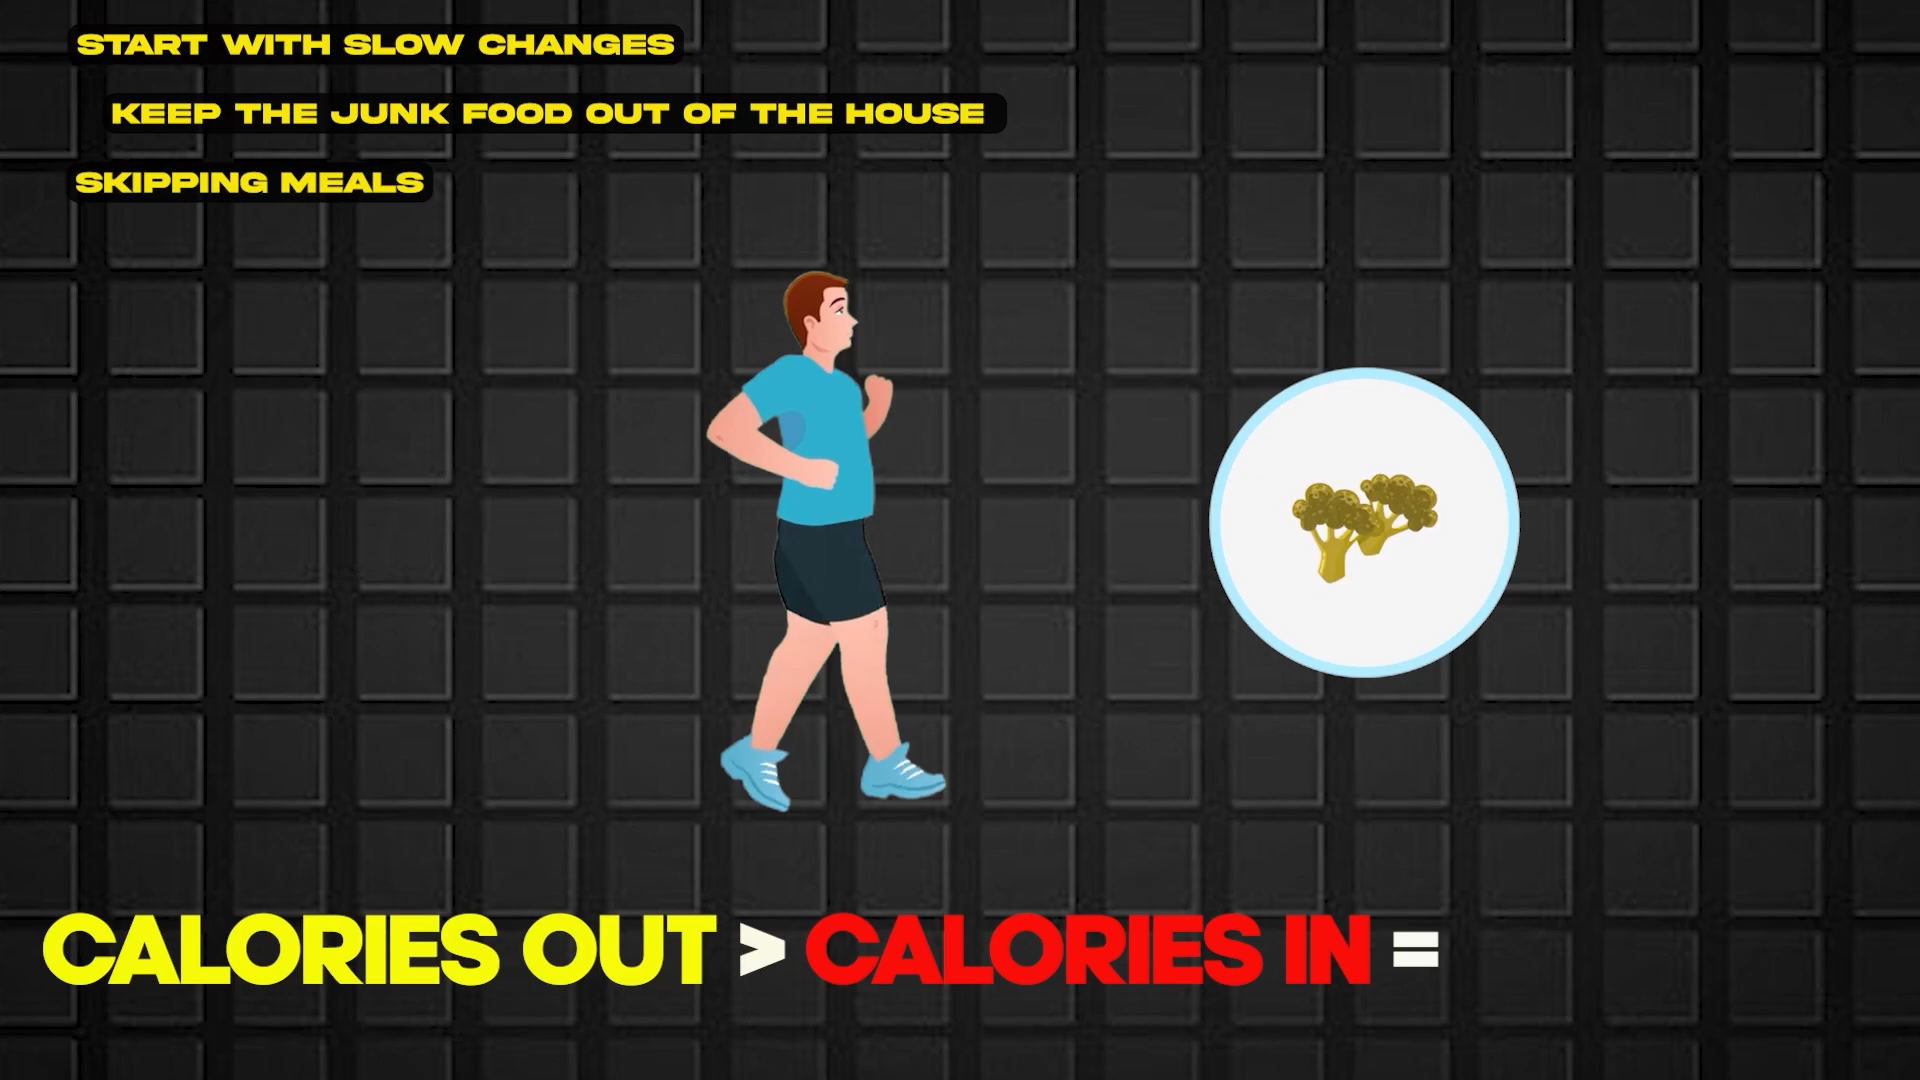 START WITH SLOW CHANGES
KEEP THE JUNK FOOD OUT OF THE HOUSE
SKIPPING MEALS
CALORIES OUT > CALORIES IN =